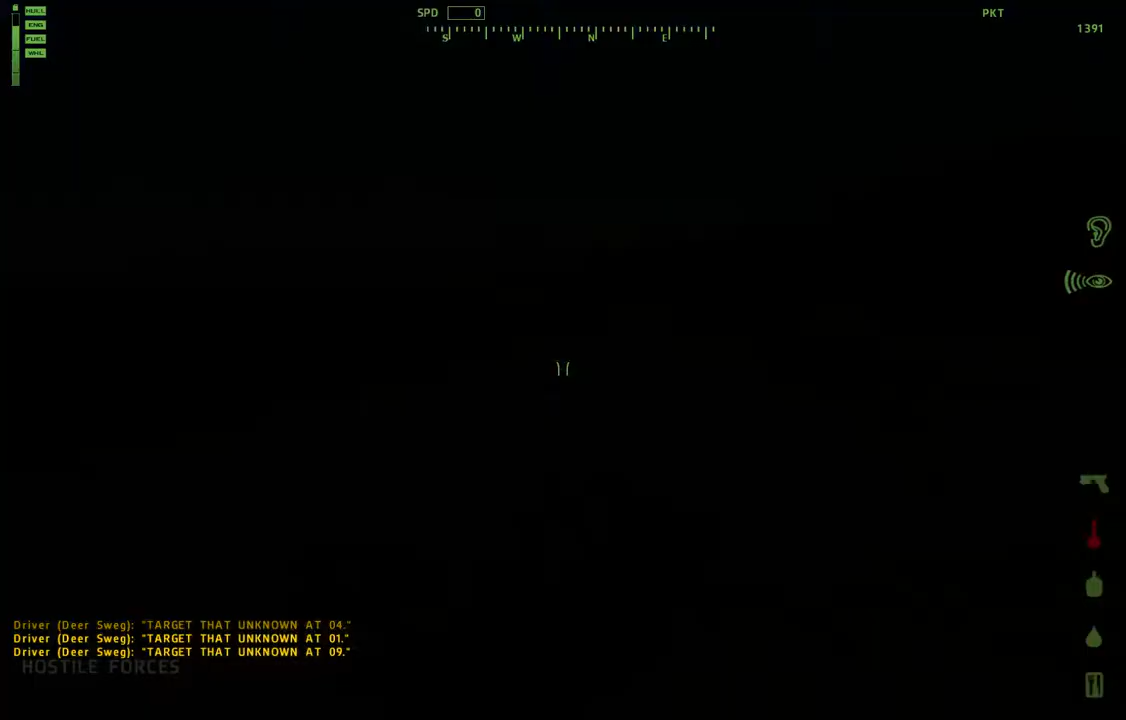 HULL
ENG
FUEL
WHL
SPD 0
S W N E
PKT
1391
Driver (Deer Sweg): "TARGET THAT UNKNOWN AT 04."
Driver (Deer Sweg): "TARGET THAT UNKNOWN AT 01."
Driver (Deer Sweg): "TARGET THAT UNKNOWN AT 09."
HOSTILE FORCES